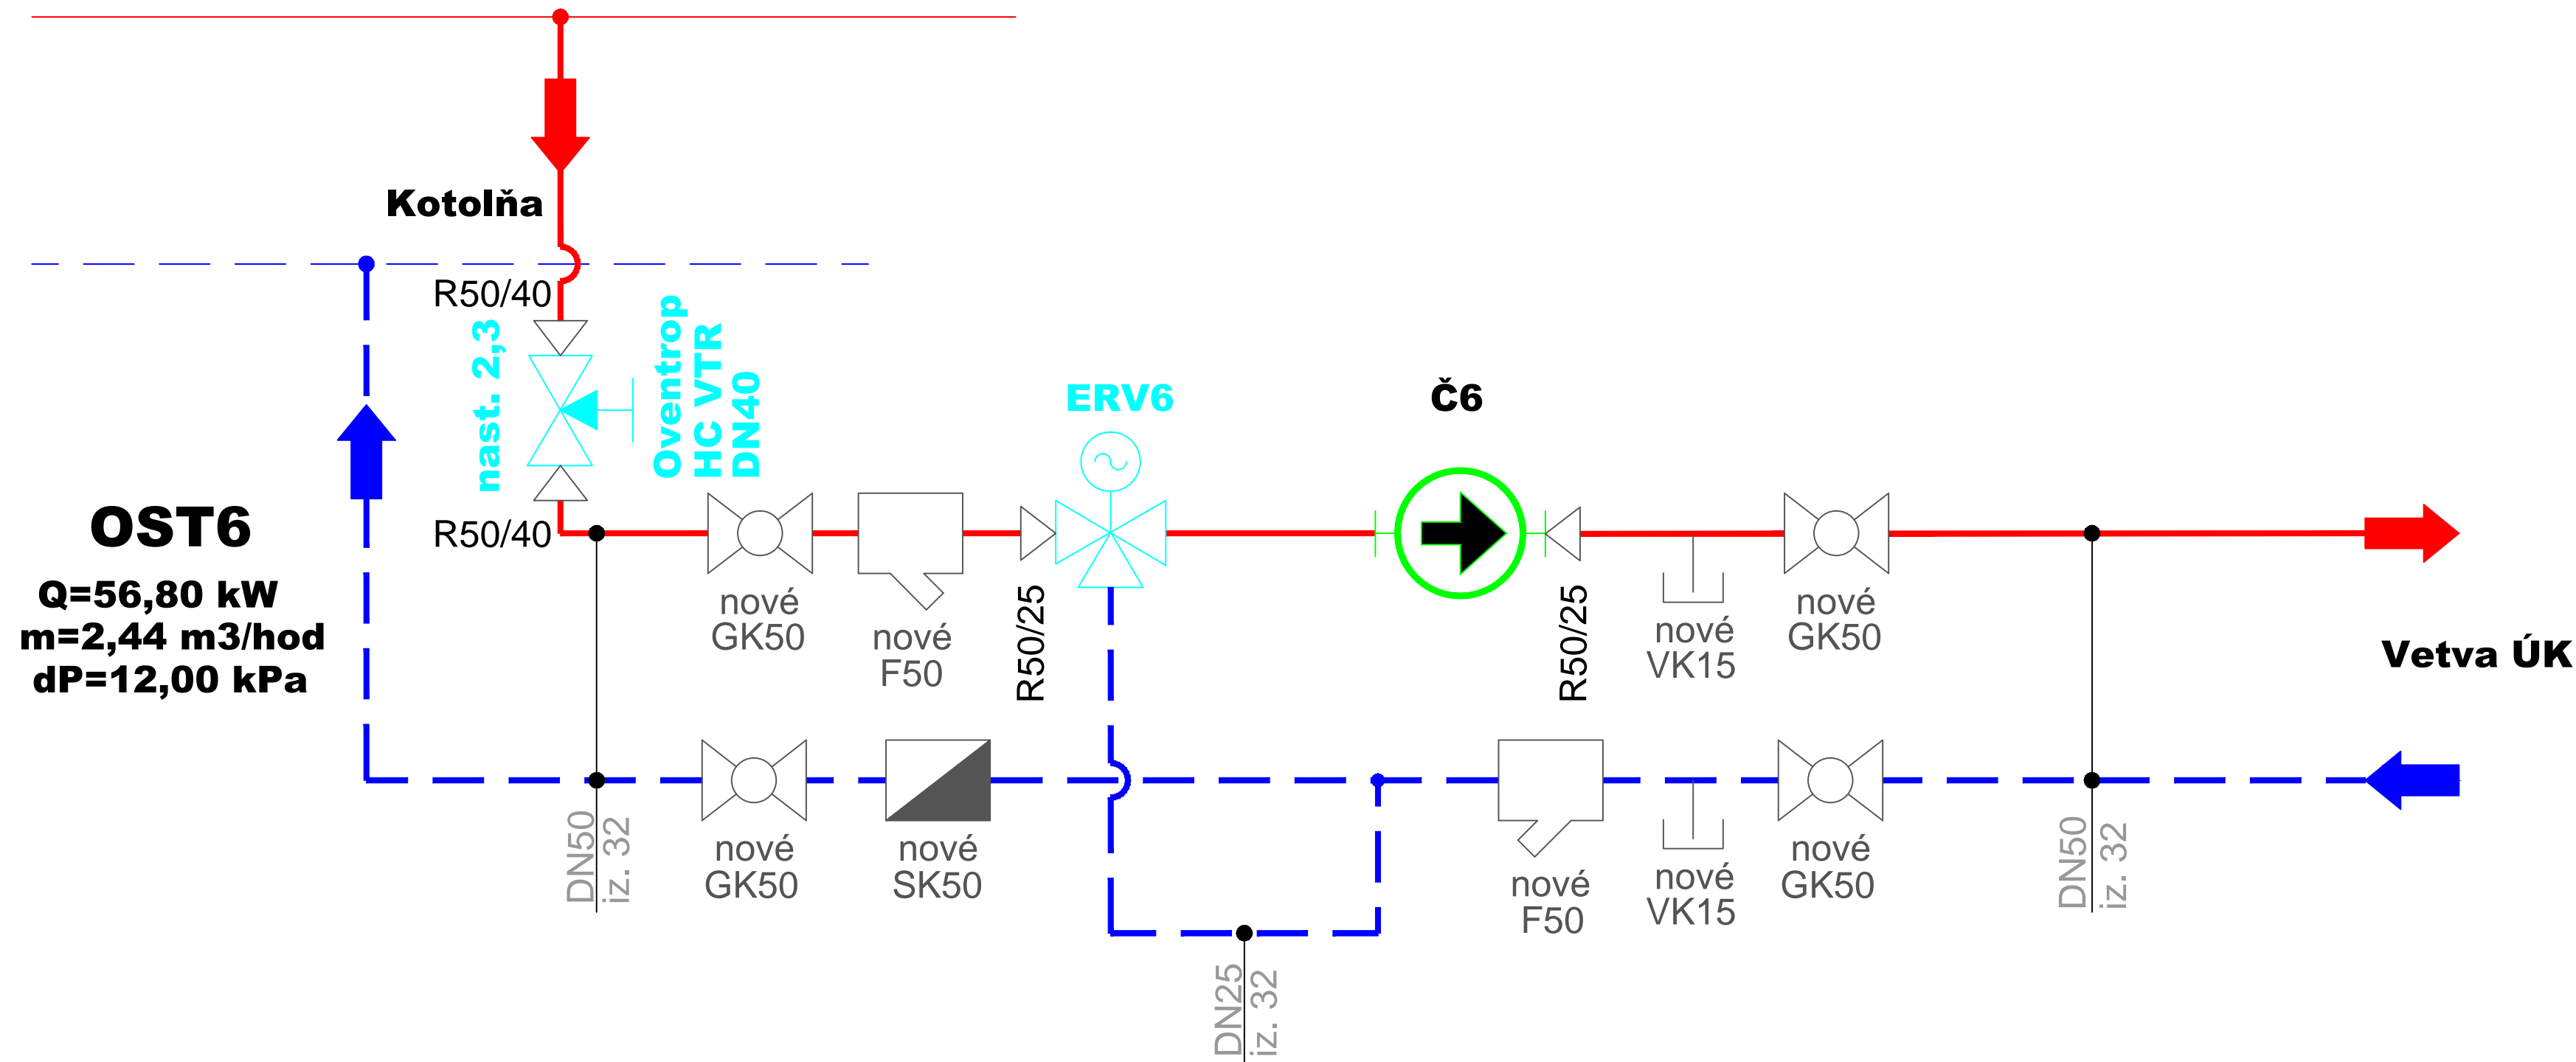 Kotolňa
R50/40
nast. 2,3
Oventrop
HC VTR
DN40
R50/40
OST6
Q=56,80 kW
m=2,44 m3/hod
dP=12,00 kPa
ERV6
Č6
nové
GK50
nové
F50
R50/25
R50/25
nové
VK15
nové
GK50
Vetva ÚK
DN50
iz. 32
nové
GK50
nové
SK50
DN25
iz. 32
nové
F50
nové
VK15
nové
GK50
DN50
iz. 32